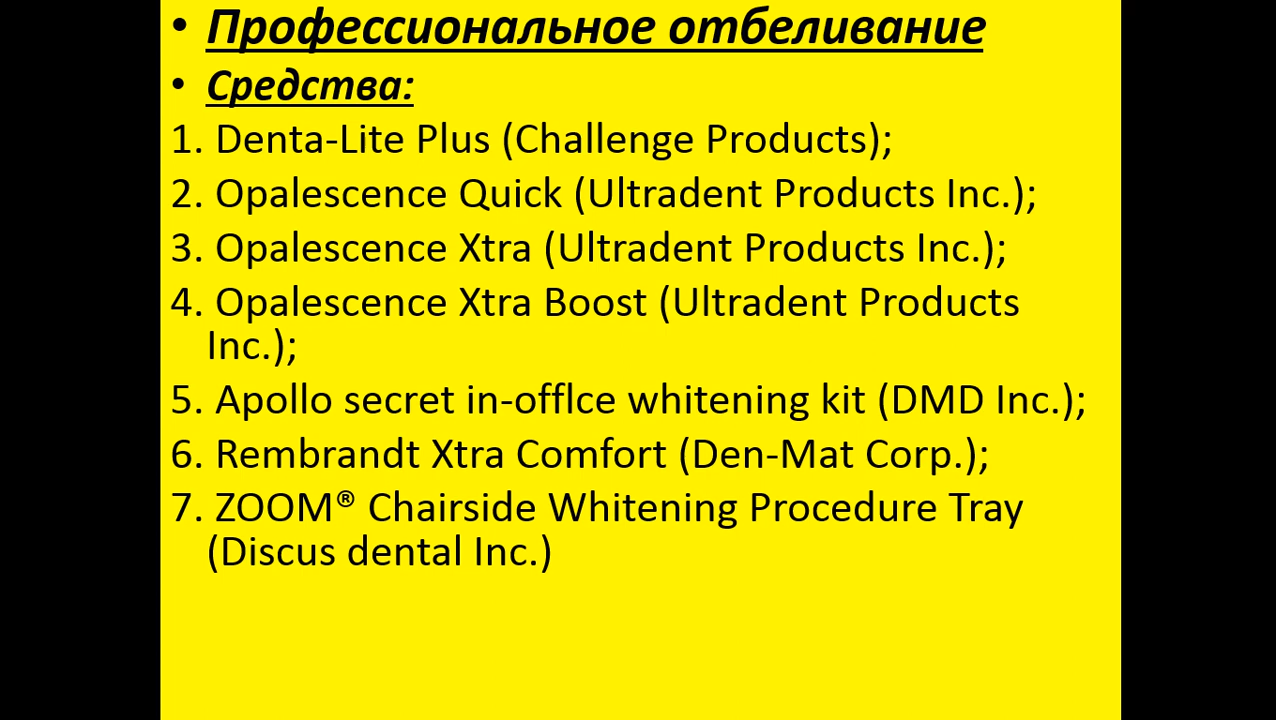 • Профессиональное отбеливание
• Средства:
1. Denta-Lite Plus (Challenge Products);
2. Opalescence Quick (Ultradent Products Inc.);
3. Opalescence Xtra (Ultradent Products Inc.);
4. Opalescence Xtra Boost (Ultradent Products
Inc.);
5. Apollo secret in-offlce whitening kit (DMD Inc.);
6. Rembrandt Xtra Comfort (Den-Mat Corp.);
7. ZOOM® Chairside Whitening Procedure Tray
(Discus dental Inc.)